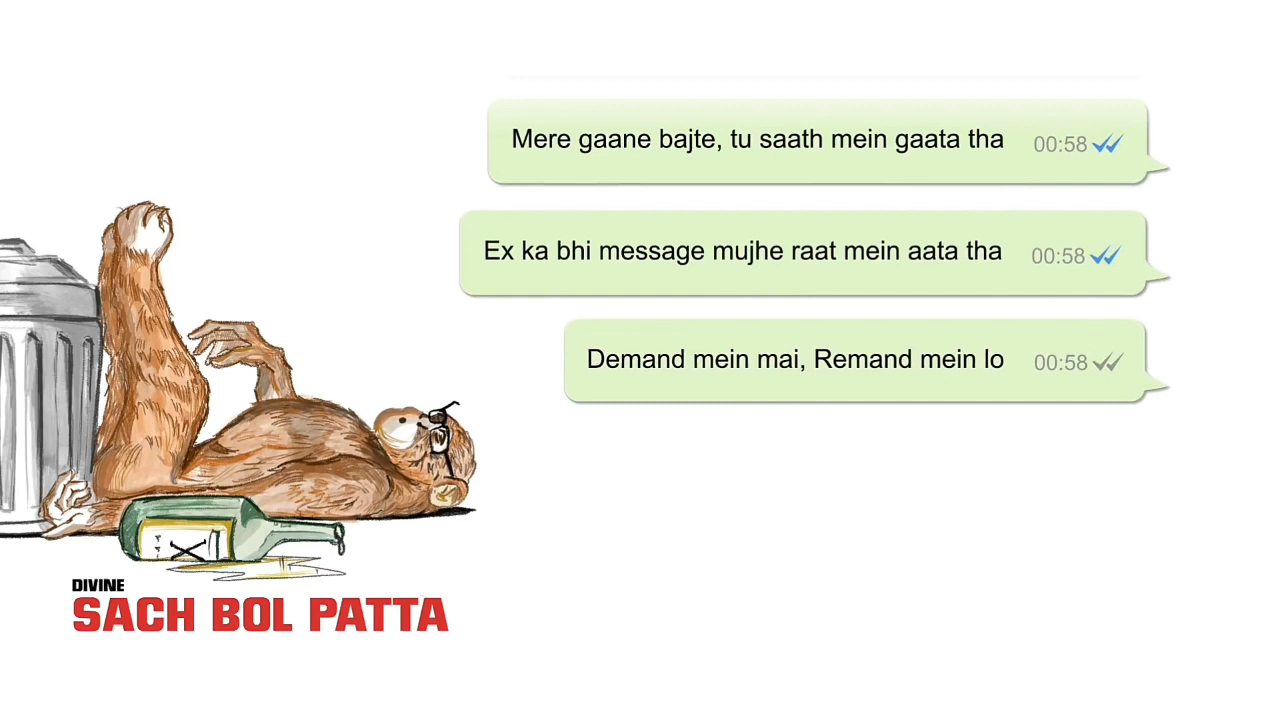 Mere gaane bajte, tu saath mein gaata tha 00:58
Ex ka bhi message mujhe raat mein aata tha 00:58
Demand mein mai, Remand mein lo 00:58
X
DIVINE
SACH BOL PATTA